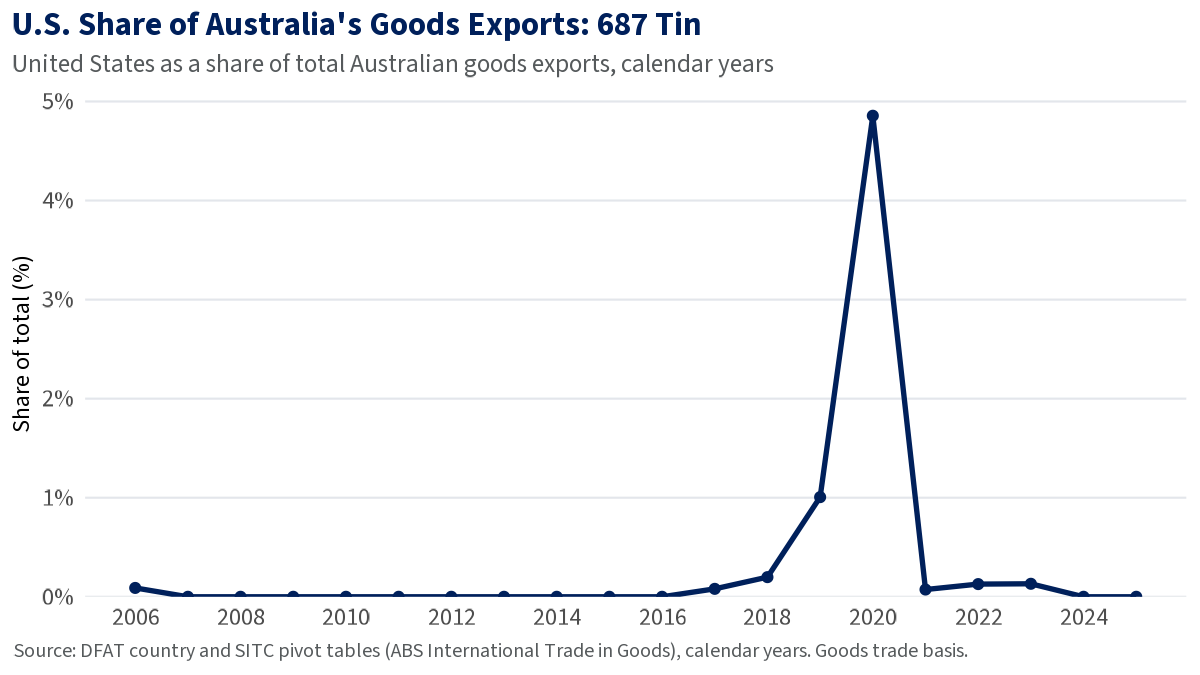 U.S. Share of Australia's Goods Exports: 687 Tin
United States as a share of total Australian goods exports, calendar years
Share of total (%)
5%
4%
3%
2%
1%
0%
2006 2008 2010 2012 2014 2016 2018 2020 2022 2024
Source: DFAT country and SITC pivot tables (ABS International Trade in Goods), calendar years. Goods trade basis.